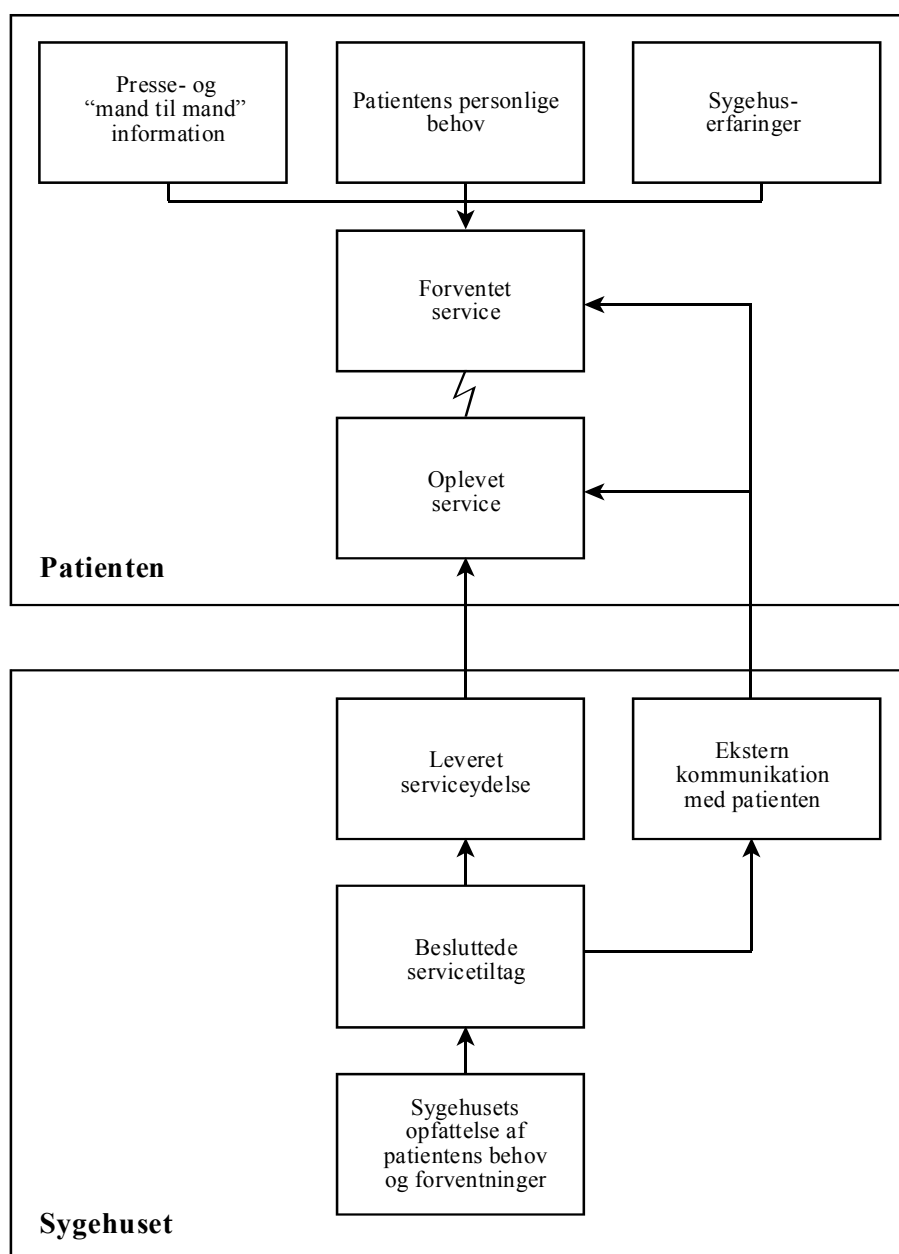 Presse- og
“mand til mand”
information
Patientens personlige
behov
Sygehus-
erfaringer
Forventet
service
Oplevet
service
Patienten
Leveret
serviceydelse
Ekstern
kommunikation
med patienten
Besluttede
servicetiltag
Sygehusets
opfattelse af
patientens behov
og forventninger
Sygehuset